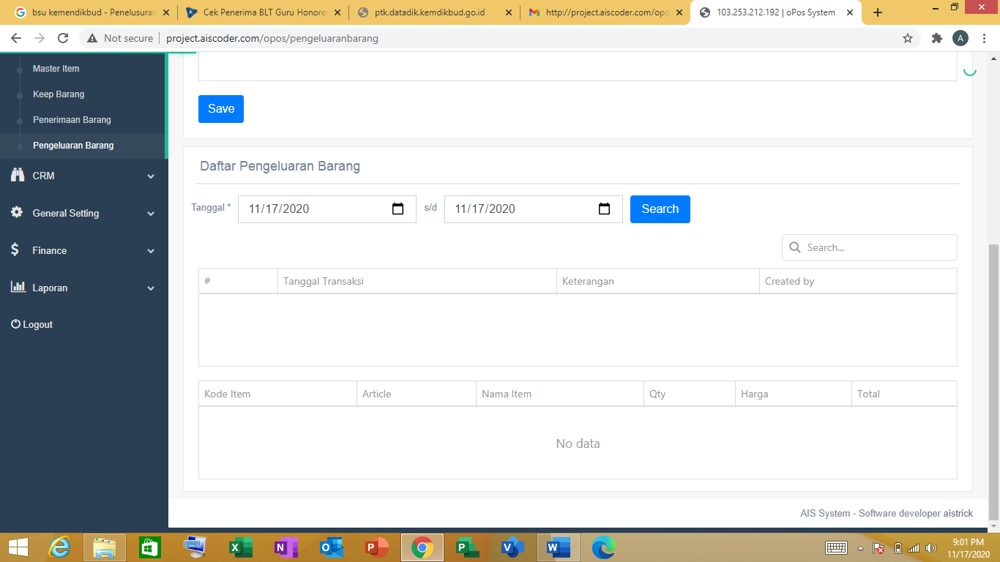 bsu kemendikbud - Penelusuran
Cek Penerima BLT Guru Honorer
ptk.datadik.kemdikbud.go.id
http://project.aiscoder.com/opo
103.253.212.192 | oPos System
Not secure
project.aiscoder.com/opos/pengeluaranbarang
A
Master Item
Keep Barang
Penerimaan Barang
Pengeluaran Barang
CRM
General Setting
Finance
Laporan
Logout
Save
Daftar Pengeluaran Barang
Tanggal * 11/17/2020 s/d 11/17/2020 Search
Search...
# Tanggal Transaksi Keterangan Created by
Kode Item Article Nama Item Qty Harga Total
No data
AIS System - Software developer aistrick
9:01 PM
11/17/2020